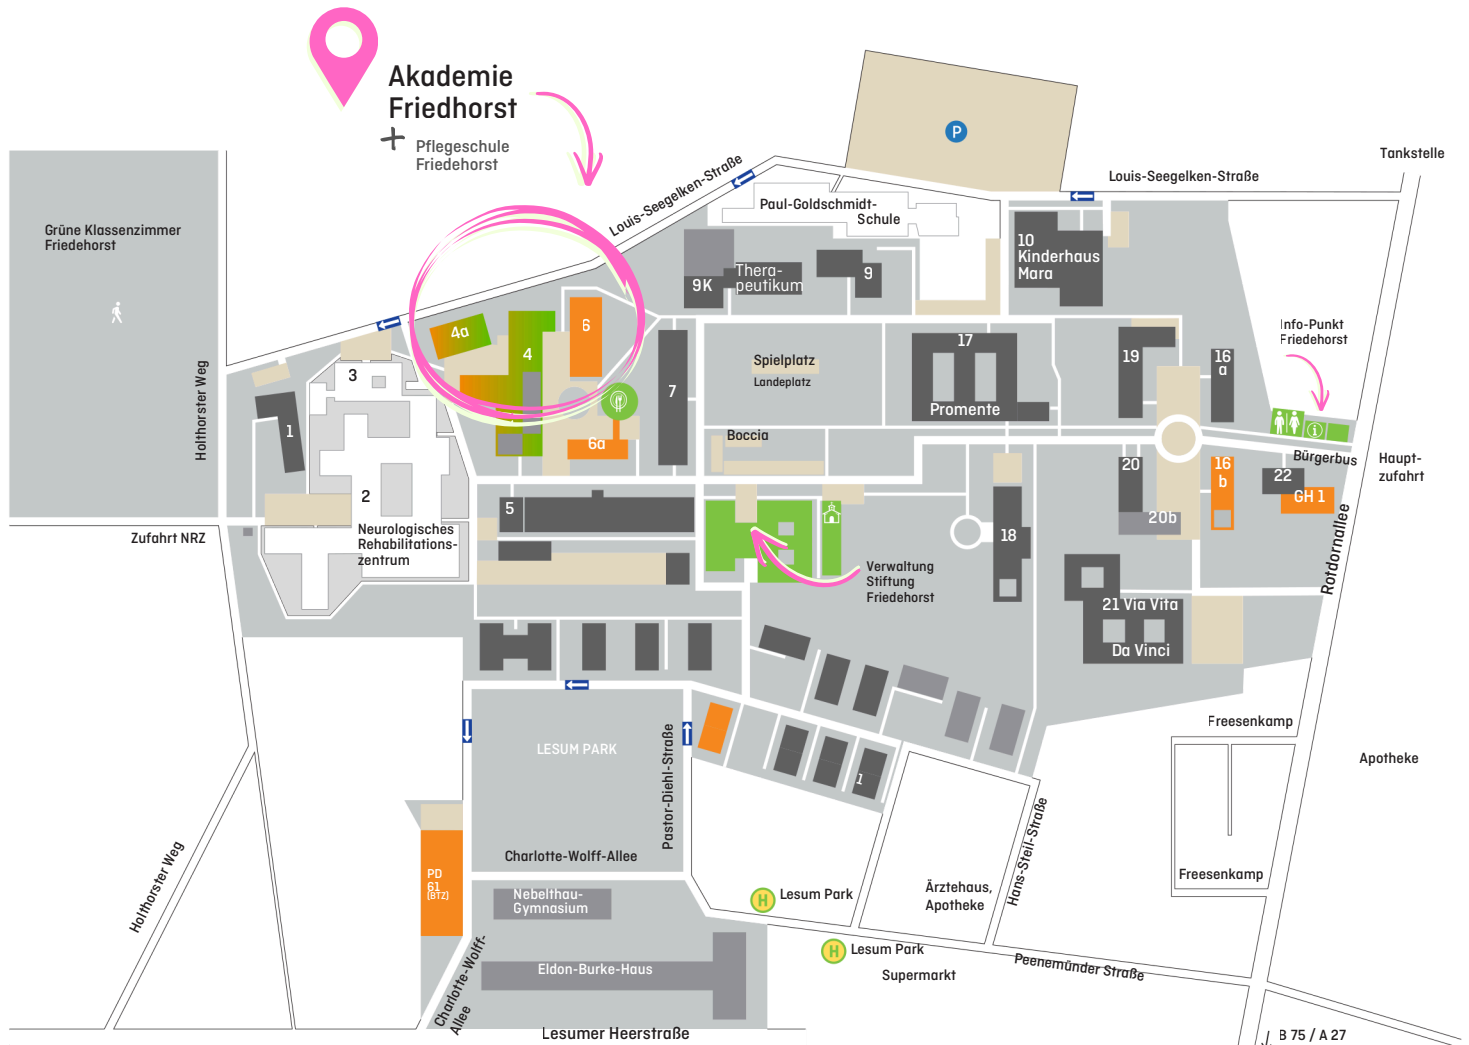 Akademie
Friedhorst
Pflegeschule
Friedehorst
P
Tankstelle
Louis-Seegelken-Straße
Louis-Seegelken-Straße
Paul-Goldschmidt-
Schule
Grüne Klassenzimmer
Friedehorst
10
Kinderhaus
Mara
Thera-
peutikum
9K
9
4a
6
4
Info-Punkt
Friedehorst
17
19
16
a
Spielplatz
Landeplatz
3
7
Promente
Holthorster Weg
1
6a
Boccia
i
Bürgerbus
Haupt-
zufahrt
20
16
b
22
GH 1
2
5
20b
Neurologisches
Rehabilitations-
zentrum
Zufahrt NRZ
18
Rotdornallee
Verwaltung
Stiftung
Friedehorst
21 Via Vita
Da Vinci
Freesenkamp
LESUM PARK
Pastor-Diehl-Straße
1
Apotheke
Hans-Steil-Straße
Charlotte-Wolff-Allee
PD
61
(BTZ)
Freesenkamp
Holthorster Weg
Nebelthau-
Gymnasium
H
Lesum Park
Ärztehaus,
Apotheke
H
Lesum Park
Supermarkt
Peenemünder Straße
Eldon-Burke-Haus
Charlotte-Wolff-
Allee
Lesumer Heerstraße
B 75 / A 27